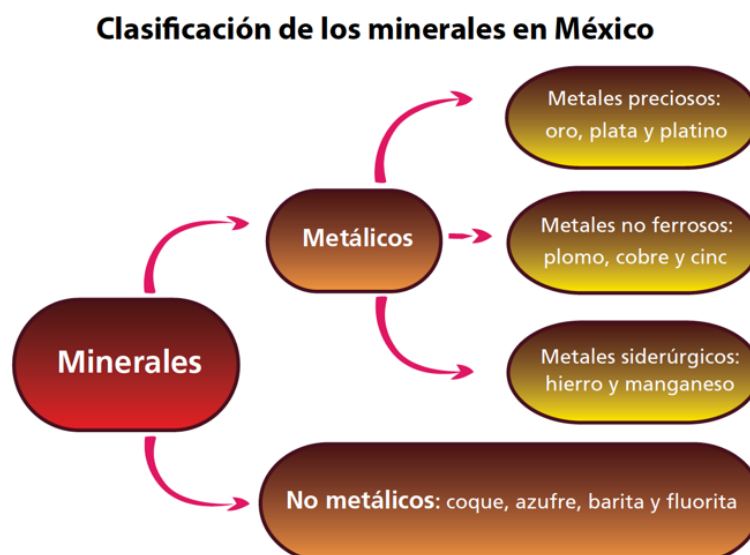 Clasificación de los minerales en México
Metales preciosos:
oro, plata y platino
Metálicos
Metales no ferrosos:
plomo, cobre y cinc
Minerales
Metales siderúrgicos:
hierro y manganeso
No metálicos: coque, azufre, barita y fluorita